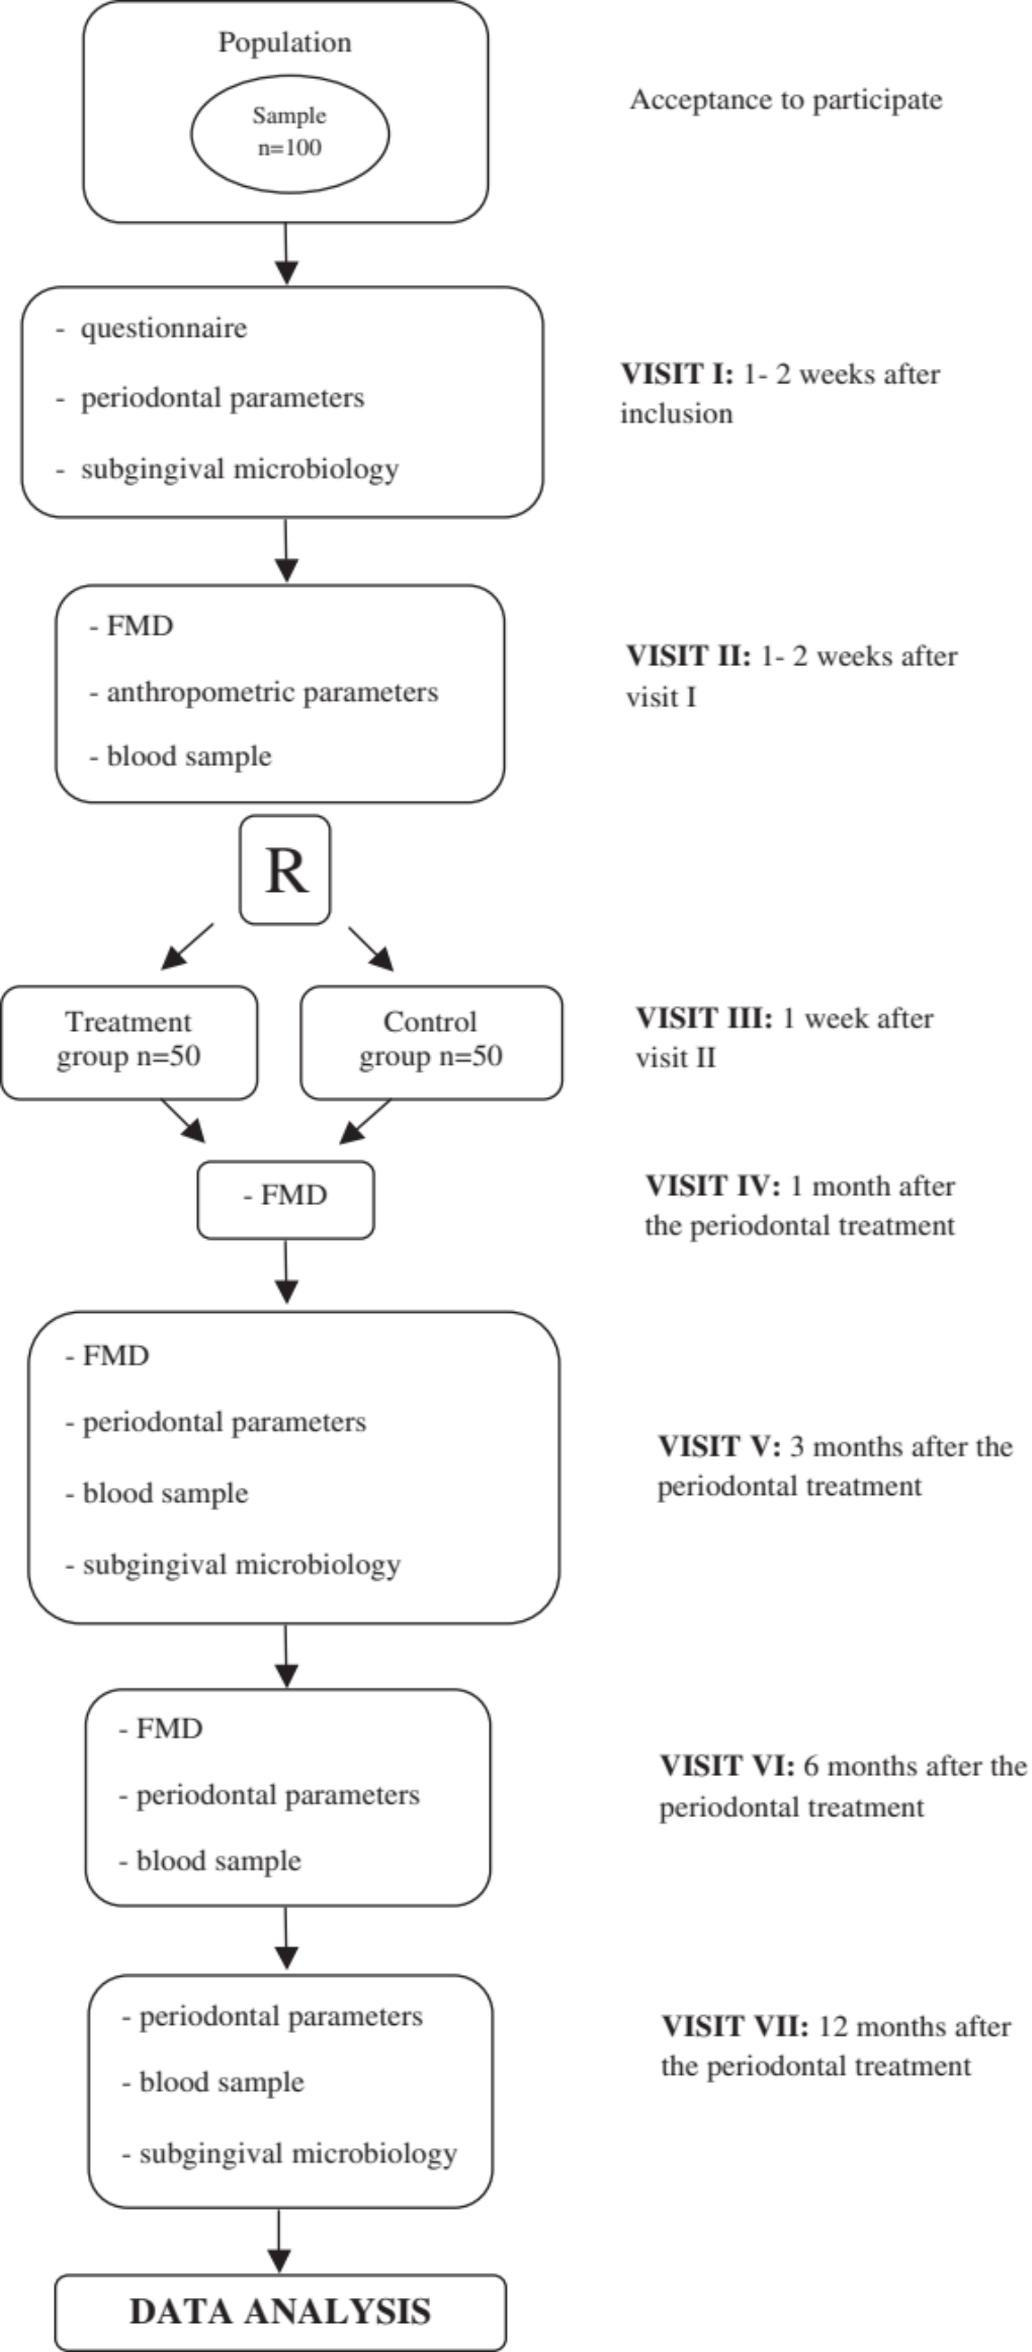 Population
Sample
n=100
Acceptance to participate
- questionnaire
- periodontal parameters
- subgingival microbiology
VISIT I: 1- 2 weeks after
inclusion
- FMD
- anthropometric parameters
- blood sample
VISIT II: 1- 2 weeks after
visit I
R
Treatment
group n=50
Control
group n=50
VISIT III: 1 week after
visit II
- FMD
VISIT IV: 1 month after
the periodontal treatment
- FMD
- periodontal parameters
- blood sample
- subgingival microbiology
VISIT V: 3 months after the
periodontal treatment
- FMD
- periodontal parameters
- blood sample
VISIT VI: 6 months after the
periodontal treatment
- periodontal parameters
- blood sample
- subgingival microbiology
VISIT VII: 12 months after
the periodontal treatment
DATA ANALYSIS